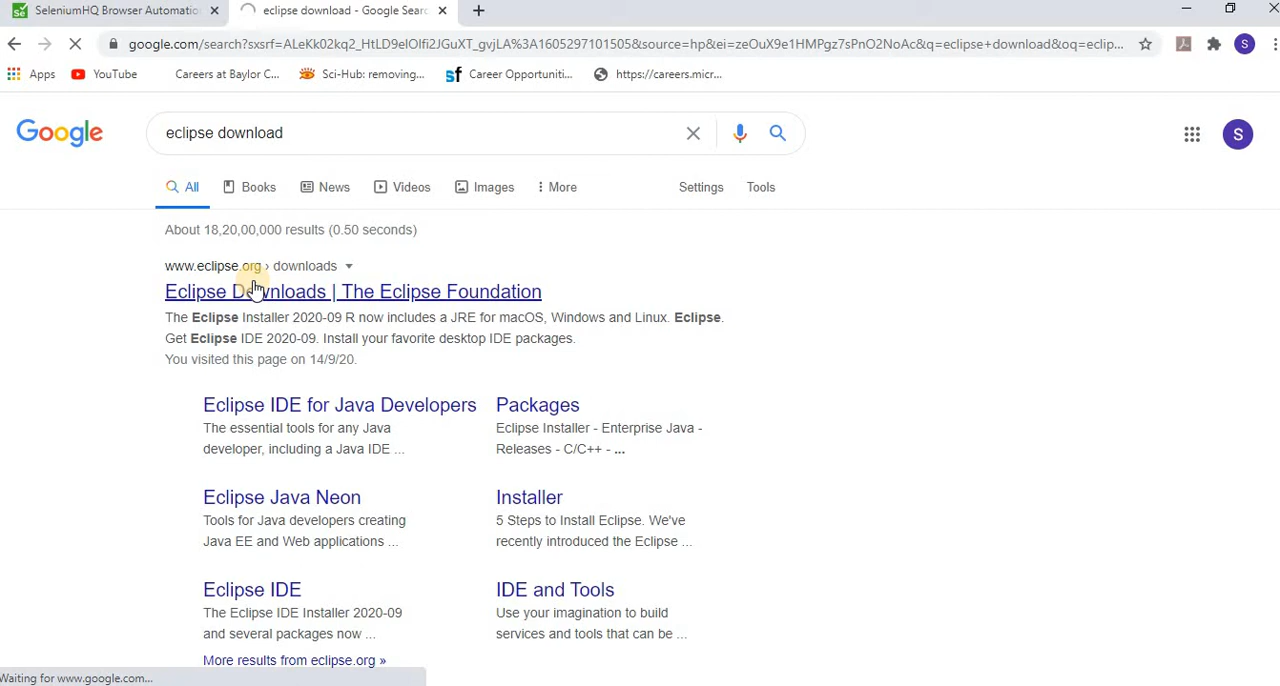 SeleniumHQ Browser Automation
eclipse download - Google Sear
google.com/search?sxsrf=ALeKk02kq2_HtLD9elOlfi2JGuXT_gvjLA%3A1605297101505&source=hp&ei=zeOuX9e1HMPgz7sPnO2NoAc&q=eclipse+download&oq=eclip...
S
Apps
YouTube
Careers at Baylor C...
Sci-Hub: removing...
sf Career Opportuniti...
https://careers.micr...
Google
eclipse download
S
All
Books
News
Videos
Images
More
Settings
Tools
About 18,20,00,000 results (0.50 seconds)
www.eclipse.org › downloads
Eclipse Downloads | The Eclipse Foundation
The Eclipse Installer 2020-09 R now includes a JRE for macOS, Windows and Linux. Eclipse.
Get Eclipse IDE 2020-09. Install your favorite desktop IDE packages.
You visited this page on 14/9/20.
Eclipse IDE for Java Developers
The essential tools for any Java
developer, including a Java IDE ...
Packages
Eclipse Installer - Enterprise Java -
Releases - C/C++ - ...
Eclipse Java Neon
Tools for Java developers creating
Java EE and Web applications ...
Installer
5 Steps to Install Eclipse. We've
recently introduced the Eclipse ...
Eclipse IDE
The Eclipse IDE Installer 2020-09
and several packages now ...
IDE and Tools
Use your imagination to build
services and tools that can be ...
More results from eclipse.org »
Waiting for www.google.com...